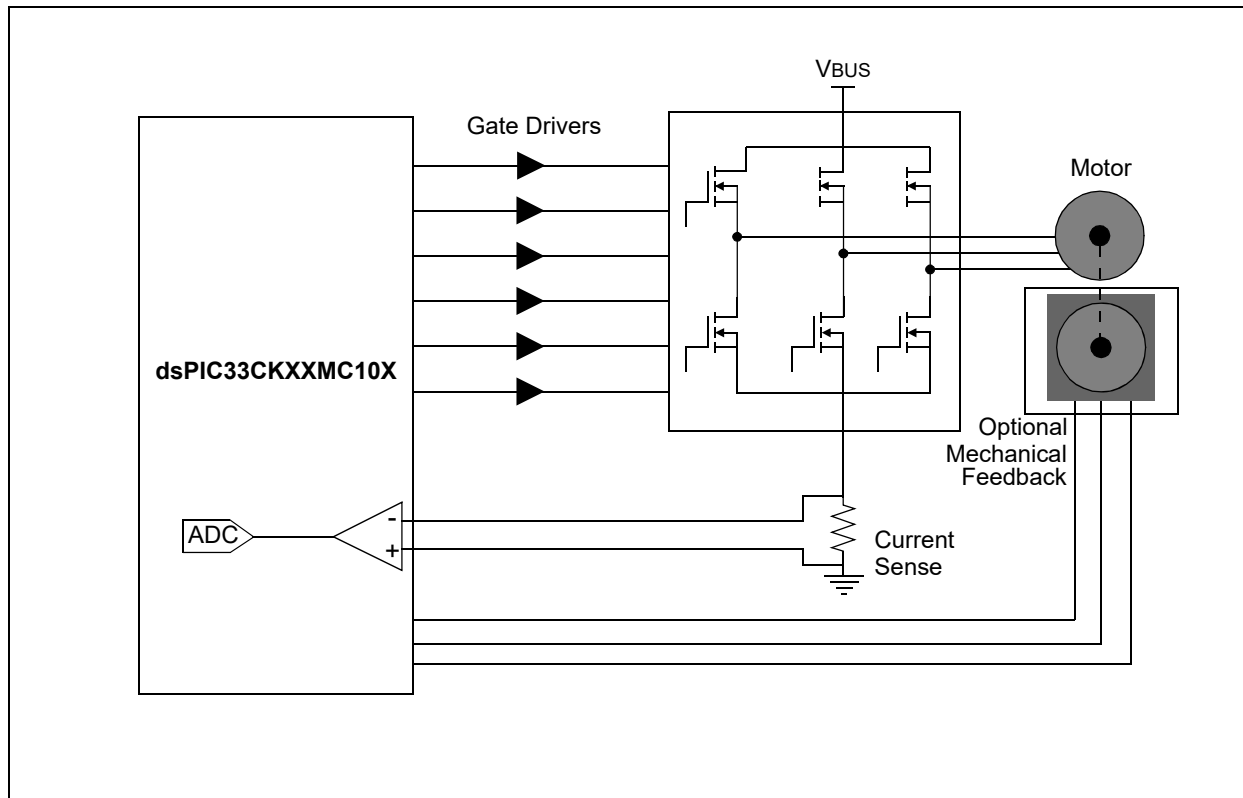 VBUS
Gate Drivers
Motor
dsPIC33CKXXMC10X
Optional
Mechanical
Feedback
-
ADC
+
Current
Sense